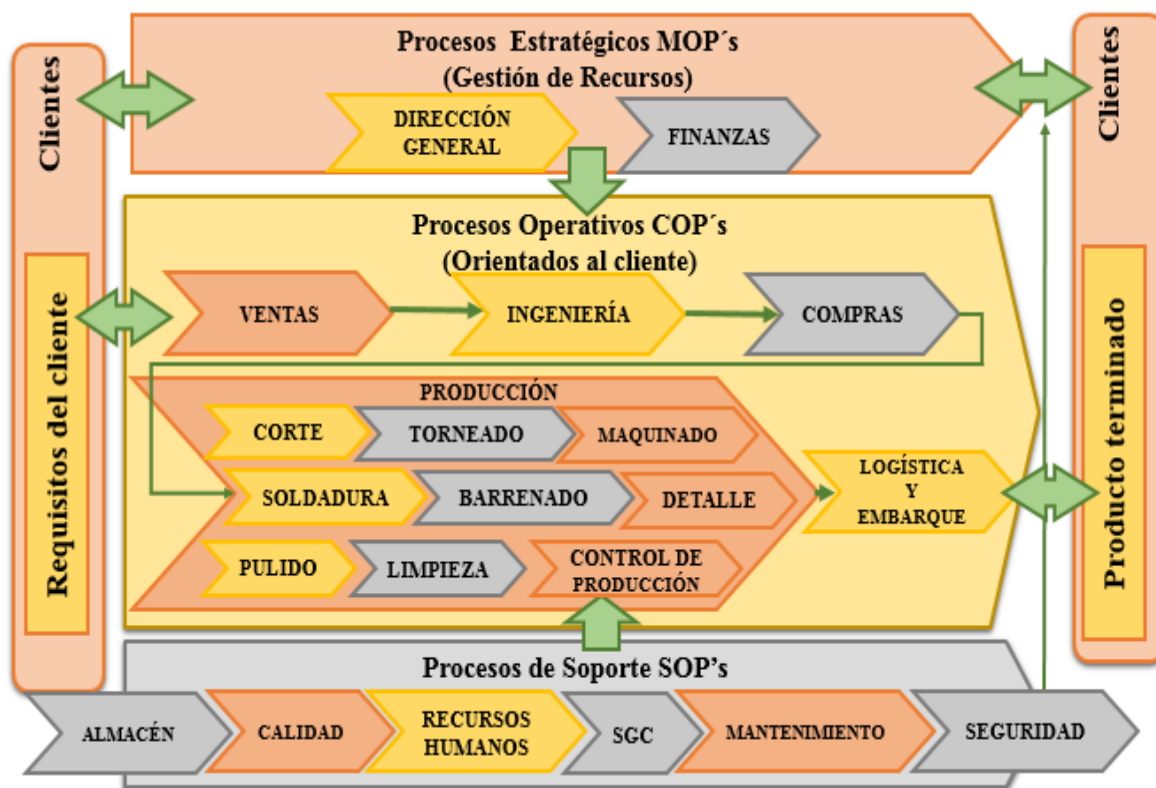 Clientes
Requisitos del cliente
Procesos Estratégicos MOP´s
(Gestión de Recursos)
DIRECCIÓN
GENERAL
FINANZAS
Procesos Operativos COP´s
(Orientados al cliente)
VENTAS
INGENIERÍA
COMPRAS
PRODUCCIÓN
CORTE
TORNEADO
MAQUINADO
SOLDADURA
BARRENADO
DETALLE
PULIDO
LIMPIEZA
CONTROL DE
PRODUCCIÓN
LOGÍSTICA
Y
EMBARQUE
Clientes
Producto terminado
Procesos de Soporte SOP’s
ALMACÉN
CALIDAD
RECURSOS
HUMANOS
SGC
MANTENIMIENTO
SEGURIDAD